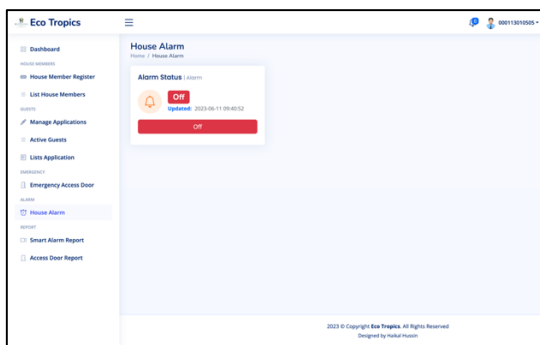 Eco Tropics
000113010505
Dashboard
HOUSE MEMBERS
House Member Register
List House Members
GUESTS
Manage Applications
Active Guests
Lists Application
EMERGENCY
Emergency Access Door
ALARM
House Alarm
REPORT
Smart Alarm Report
Access Door Report
House Alarm
Home / House Alarm
Alarm Status | Alarm
Off
Updated: 2023-06-11 09:40:52
Off
2023 © Copyright Eco Tropics. All Rights Reserved
Designed by Haikal Hussin